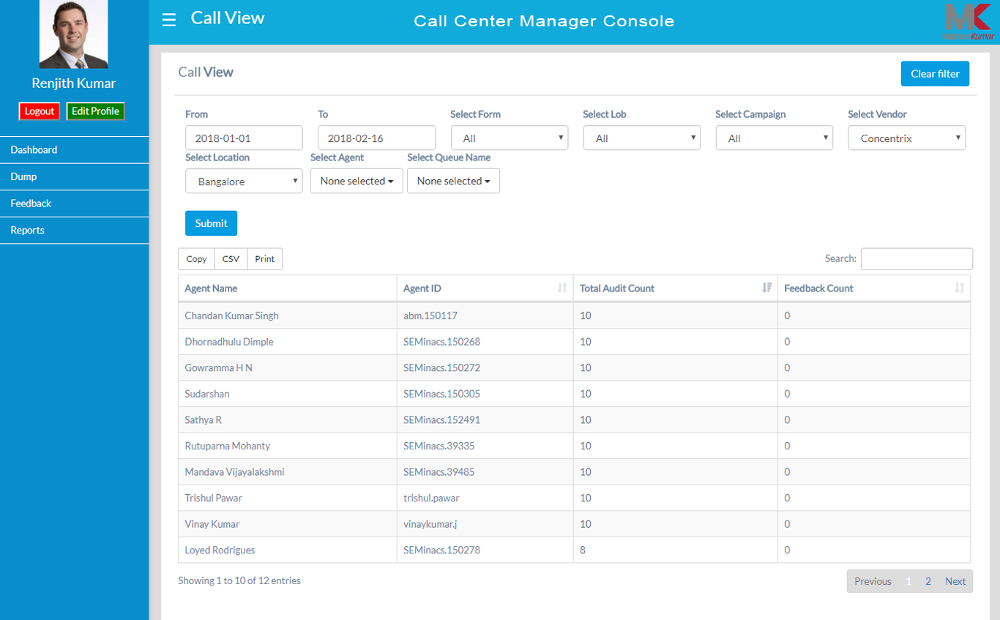 Call View
Call Center Manager Console
MK
Renjith Kumar
Logout Edit Profile
Dashboard
Dump
Feedback
Reports
Call View
Clear filter
From To Select Form Select Lob Select Campaign Select Vendor
2018-01-01 2018-02-16 All All All Concentrix
Select Location Select Agent Select Queue Name
Bangalore None selected None selected
Submit
Copy CSV Print
Search:
Agent Name Agent ID Total Audit Count Feedback Count
Chandan Kumar Singh abm.150117 10 0
Dhornadhulu Dimple SEMinacs.150268 10 0
Gowramma H N SEMinacs.150272 10 0
Sudarshan SEMinacs.150305 10 0
Sathya R SEMinacs.152491 10 0
Rutuparna Mohanty SEMinacs.39335 10 0
Mandava Vijayalakshmi SEMinacs.39485 10 0
Trishul Pawar trishul.pawar 10 0
Vinay Kumar vinaykumar.j 10 0
Loyed Rodrigues SEMinacs.150278 8 0
Showing 1 to 10 of 12 entries
Previous 1 2 Next